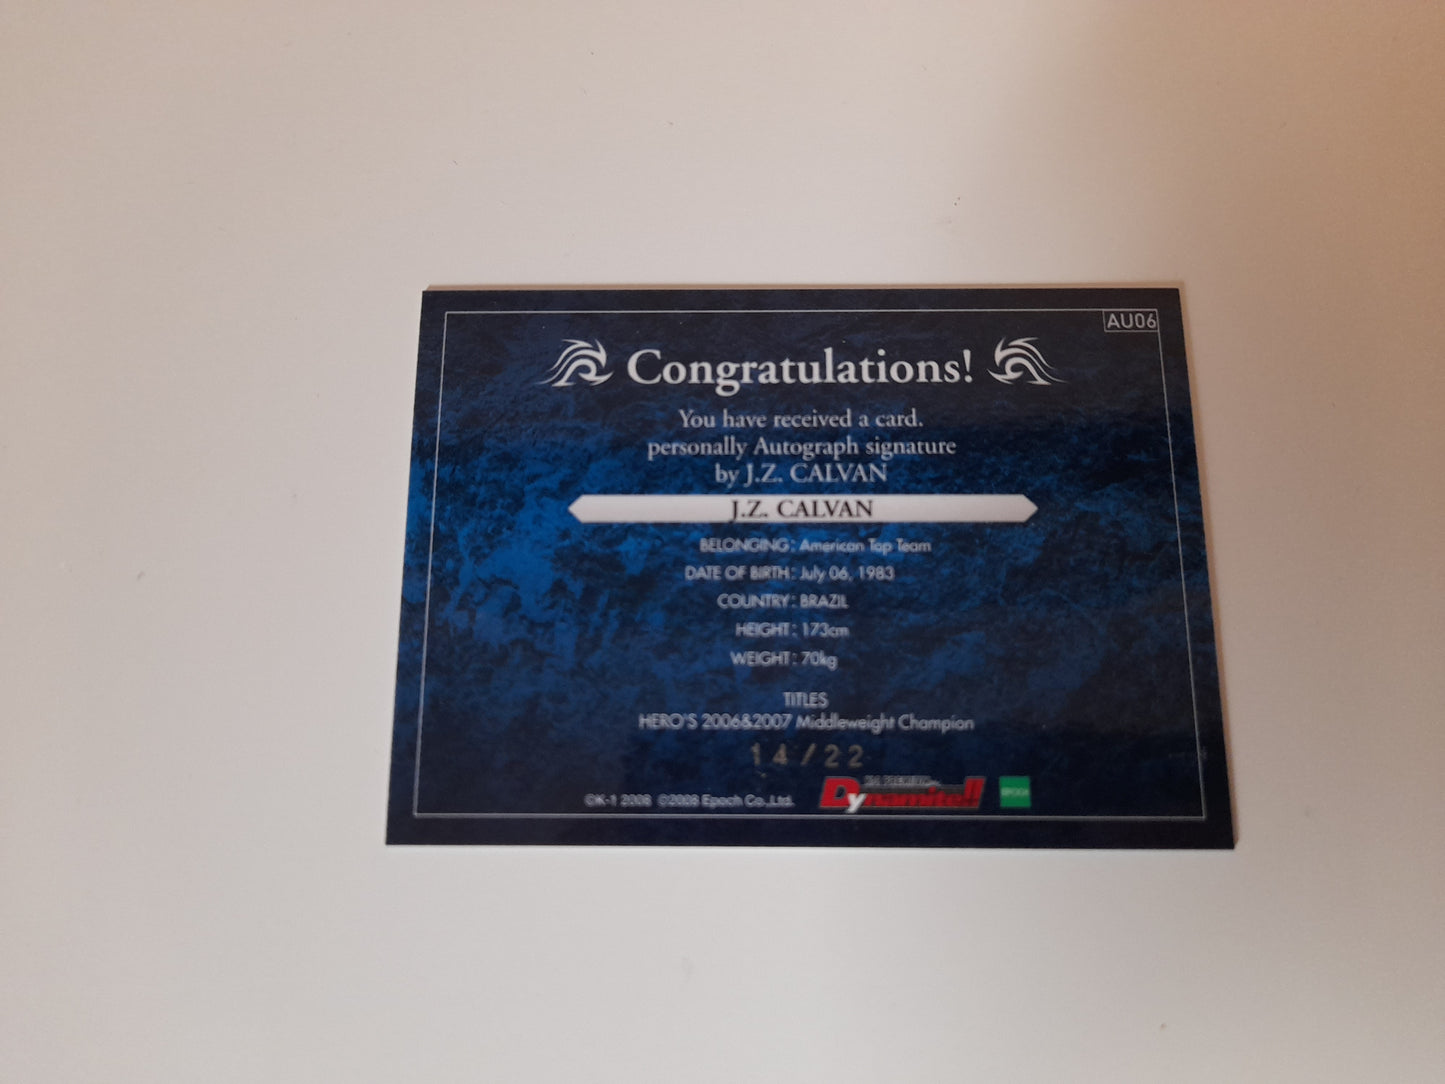 AU06
Congratulations!
You have received a card.
personally Autograph signature
by J.Z. CALVAN
J.Z. CALVAN
BELONGING: American Top Team
DATE OF BIRTH: July 06, 1983
COUNTRY: BRAZIL
HEIGHT: 173cm
WEIGHT: 70kg
TITLES
HERO'S 2006&2007 Middleweight Champion
14/22
©K-1 2008 ©2008 Epoch Co.,Ltd.
Dynamite!!
EPOCH